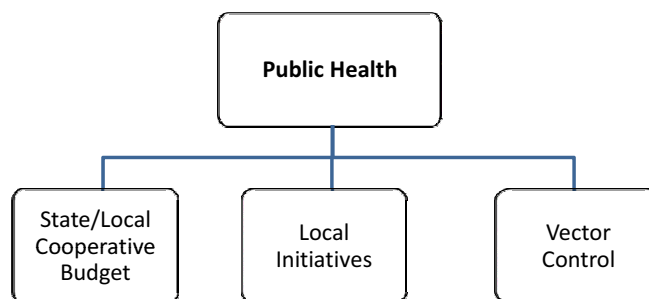 Public Health
State/Local
Cooperative
Budget
Local
Initiatives
Vector
Control